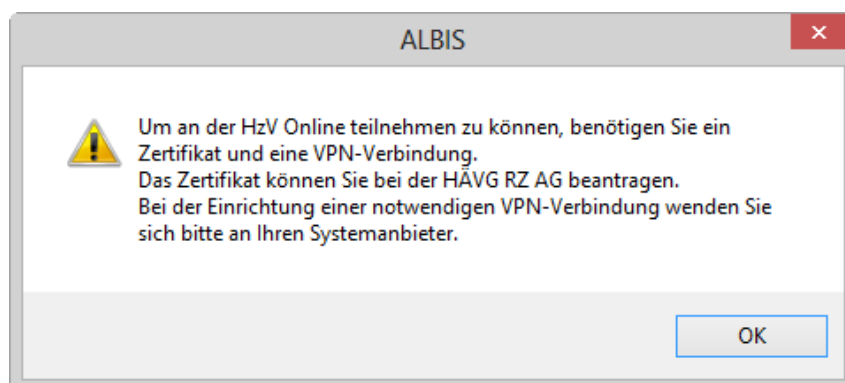 ALBIS
Um an der HzV Online teilnehmen zu können, benötigen Sie ein
Zertifikat und eine VPN-Verbindung.
Das Zertifikat können Sie bei der HÄVG RZ AG beantragen.
Bei der Einrichtung einer notwendigen VPN-Verbindung wenden Sie
sich bitte an Ihren Systemanbieter.
OK